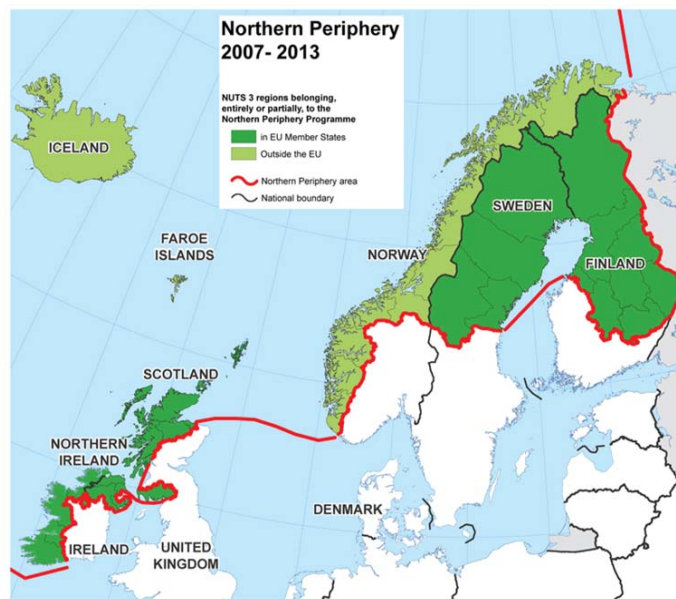 Northern Periphery
2007- 2013
NUTS 3 regions belonging,
entirely or partially, to the
Northern Periphery Programme
in EU Member States
Outside the EU
Northern Periphery area
National boundary
ICELAND
FAROE
ISLANDS
NORWAY
SWEDEN
FINLAND
SCOTLAND
NORTHERN
IRELAND
IRELAND
UNITED
KINGDOM
DENMARK